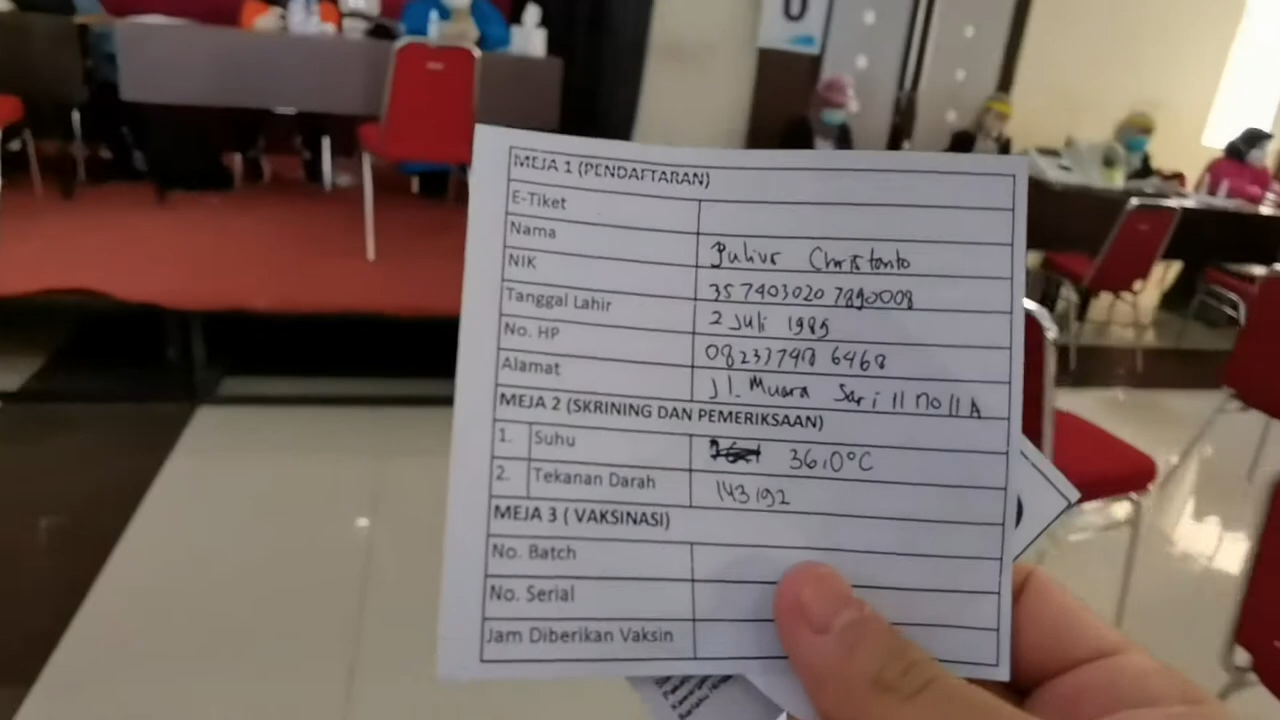 MEJA 1 (PENDAFTARAN)
E-Tiket
Nama Julius Christanto
NIK 3574030207890008
Tanggal Lahir 2 Juli 1989
No. HP
Alamat Jl. Muara Sari II no 11 A
MEJA 2 (SKRINING DAN PEMERIKSAAN)
1. Suhu 36,0°C
2. Tekanan Darah 143/92
MEJA 3 ( VAKSINASI)
No. Batch
No. Serial
Jam Diberikan Vaksin